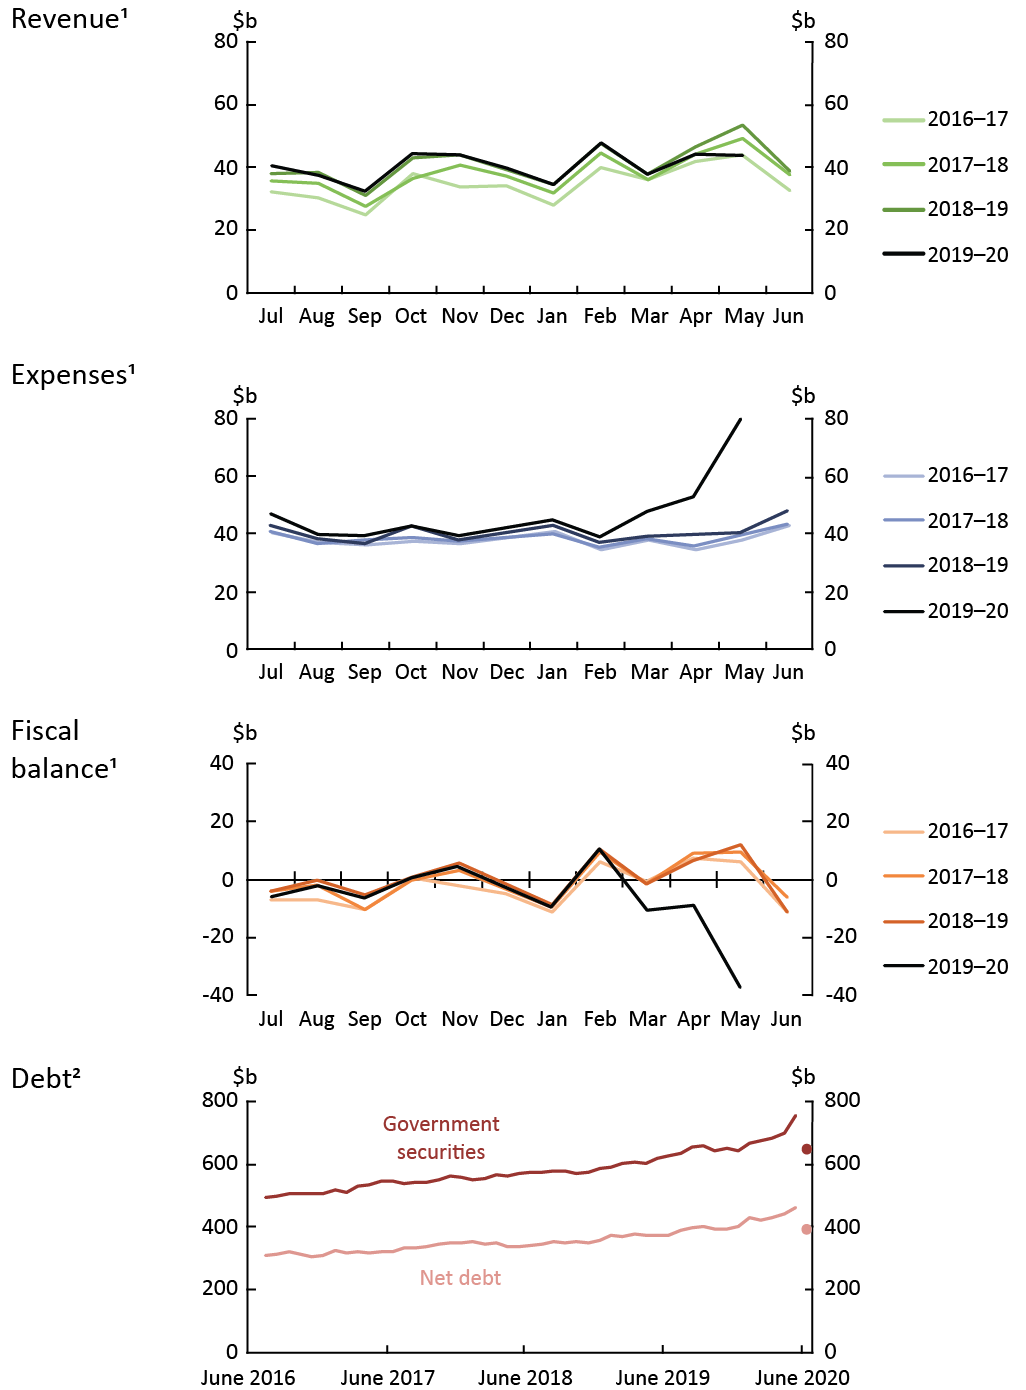 Revenue¹
$b $b
80 80
60 60
40 40
20 20
0 0
Jul Aug Sep Oct Nov Dec Jan Feb Mar Apr May Jun
2016–17
2017–18
2018–19
2019–20
Expenses¹
$b $b
80 80
60 60
40 40
20 20
0 0
Jul Aug Sep Oct Nov Dec Jan Feb Mar Apr May Jun
2016–17
2017–18
2018–19
2019–20
Fiscal
balance¹
$b $b
40 40
20 20
0 0
-20 -20
-40 -40
Jul Aug Sep Oct Nov Dec Jan Feb Mar Apr May Jun
2016–17
2017–18
2018–19
2019–20
Debt²
$b $b
800 800
Government
securities
600 600
400 400
Net debt
200 200
0 0
June 2016 June 2017 June 2018 June 2019 June 2020